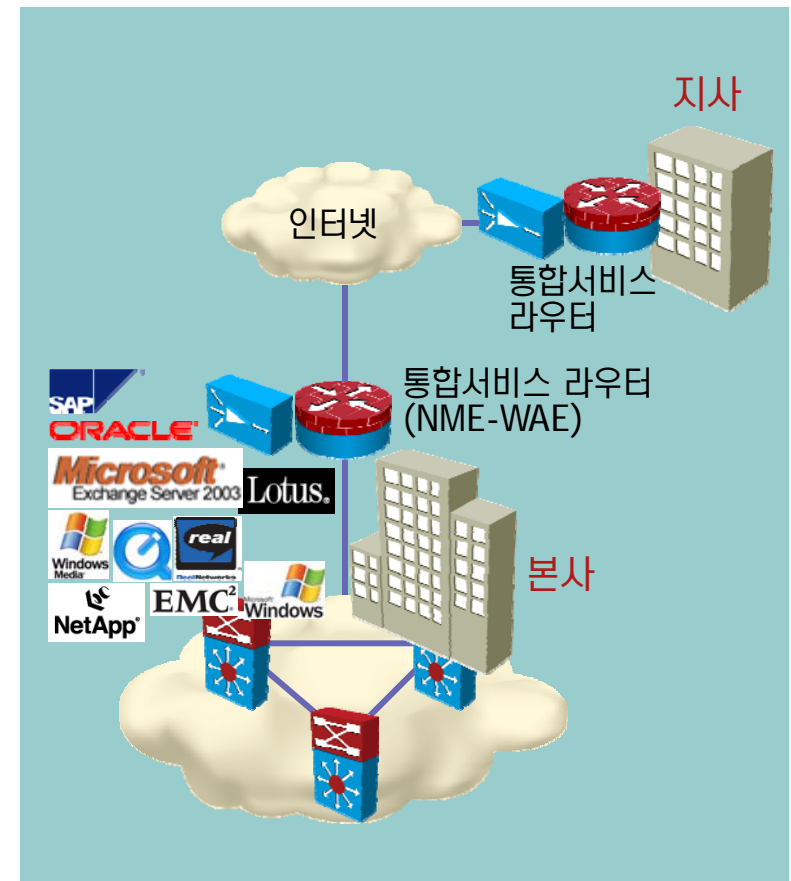 지사
인터넷
통합서비스
라우터
통합서비스 라우터
(NME-WAE)
SAP
ORACLE
Microsoft
Exchange Server 2003
Lotus.
Windows
Media
real
RealNetworks
NetApp
EMC²
Microsoft
Windows
본사